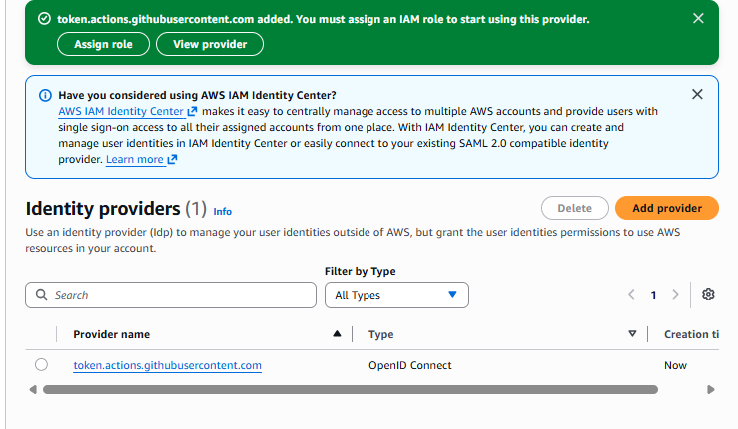 token.actions.githubusercontent.com added. You must assign an IAM role to start using this provider.
Assign role
View provider
Have you considered using AWS IAM Identity Center?
AWS IAM Identity Center makes it easy to centrally manage access to multiple AWS accounts and provide users with
single sign-on access to all their assigned accounts from one place. With IAM Identity Center, you can create and
manage user identities in IAM Identity Center or easily connect to your existing SAML 2.0 compatible identity
provider. Learn more
Identity providers (1) Info
Delete
Add provider
Use an identity provider (Idp) to manage your user identities outside of AWS, but grant the user identities permissions to use AWS
resources in your account.
Filter by Type
Search
All Types
1
Provider name
Type
Creation ti
token.actions.githubusercontent.com
OpenID Connect
Now